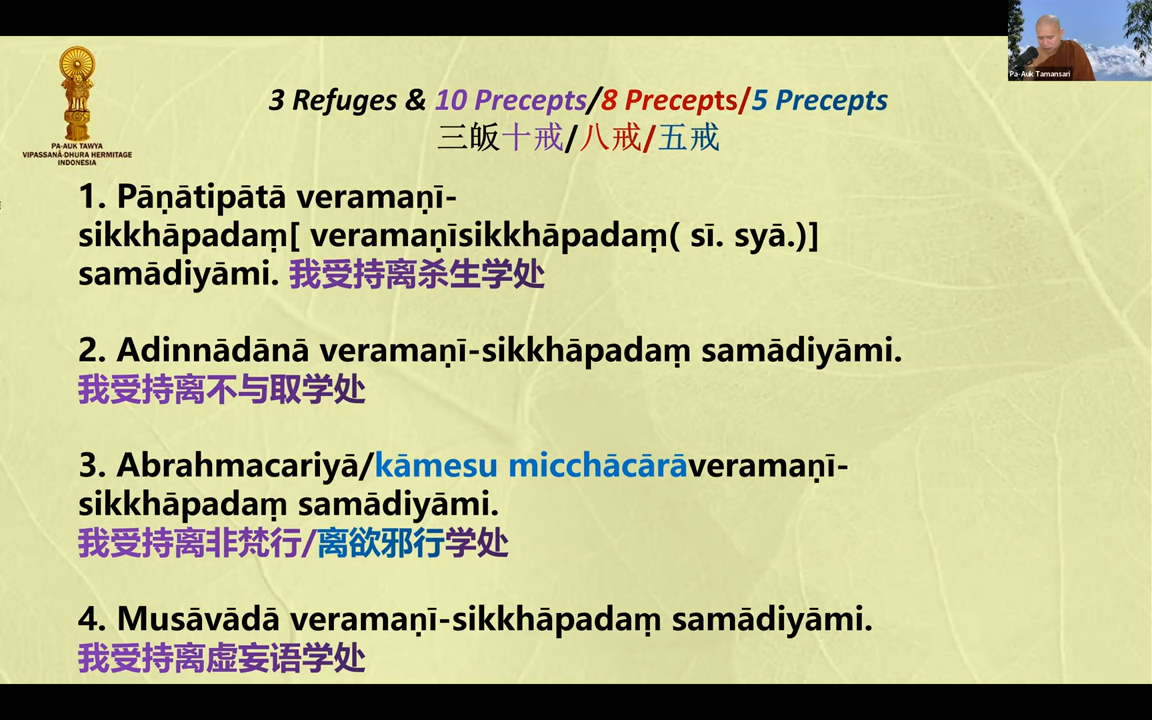 Pa-Auk Tamansari
PA-AUK TAWYA
VIPASSANĀ-DHURA HERMITAGE
INDONESIA
3 Refuges & 10 Precepts/8 Precepts/5 Precepts
三皈十戒/八戒/五戒
1. Pāṇātipātā veramaṇī-
sikkhāpadaṃ[ veramaṇīsikkhāpadaṃ( sī. syā.)]
samādiyāmi. 我受持离杀生学处
2. Adinnādānā veramaṇī-sikkhāpadaṃ samādiyāmi.
我受持离不与取学处
3. Abrahmacariyā/kāmesu micchācārāveramaṇī-
sikkhāpadaṃ samādiyāmi.
我受持离非梵行/离欲邪行学处
4. Musāvādā veramaṇī-sikkhāpadaṃ samādiyāmi.
我受持离虚妄语学处